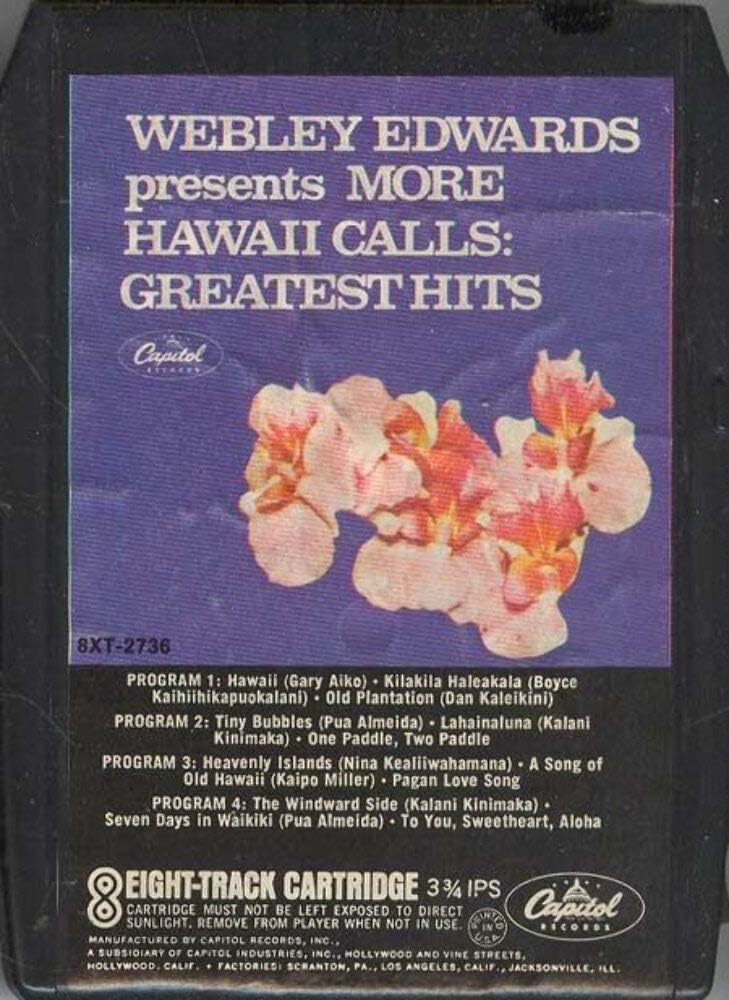 WEBLEY EDWARDS
presents MORE
HAWAII CALLS:
GREATEST HITS
Capitol
RECORDS
8XT-2736
PROGRAM 1: Hawaii (Gary Aiko) • Kilakila Haleakala (Boyce
Kaihiihikapuokalani) • Old Plantation (Dan Kaleikini)
PROGRAM 2: Tiny Bubbles (Pua Almeida) • Lahainaluna (Kalani
Kinimaka) • One Paddle, Two Paddle
PROGRAM 3: Heavenly Islands (Nina Kealiiwahamana) • A Song of
Old Hawaii (Kaipo Miller) • Pagan Love Song
PROGRAM 4: The Windward Side (Kalani Kinimaka) •
Seven Days in Waikiki (Pua Almeida) • To You, Sweetheart, Aloha
8 EIGHT-TRACK CARTRIDGE 3¾ IPS
CARTRIDGE MUST NOT BE LEFT EXPOSED TO DIRECT
SUNLIGHT. REMOVE FROM PLAYER WHEN NOT IN USE.
PRINTED
IN
U.S.A.
Capitol
RECORDS
MANUFACTURED BY CAPITOL RECORDS, INC.,
A SUBSIDIARY OF CAPITOL INDUSTRIES, INC., HOLLYWOOD AND VINE STREETS,
HOLLYWOOD, CALIF. • FACTORIES: SCRANTON, PA., LOS ANGELES, CALIF., JACKSONVILLE, ILL.